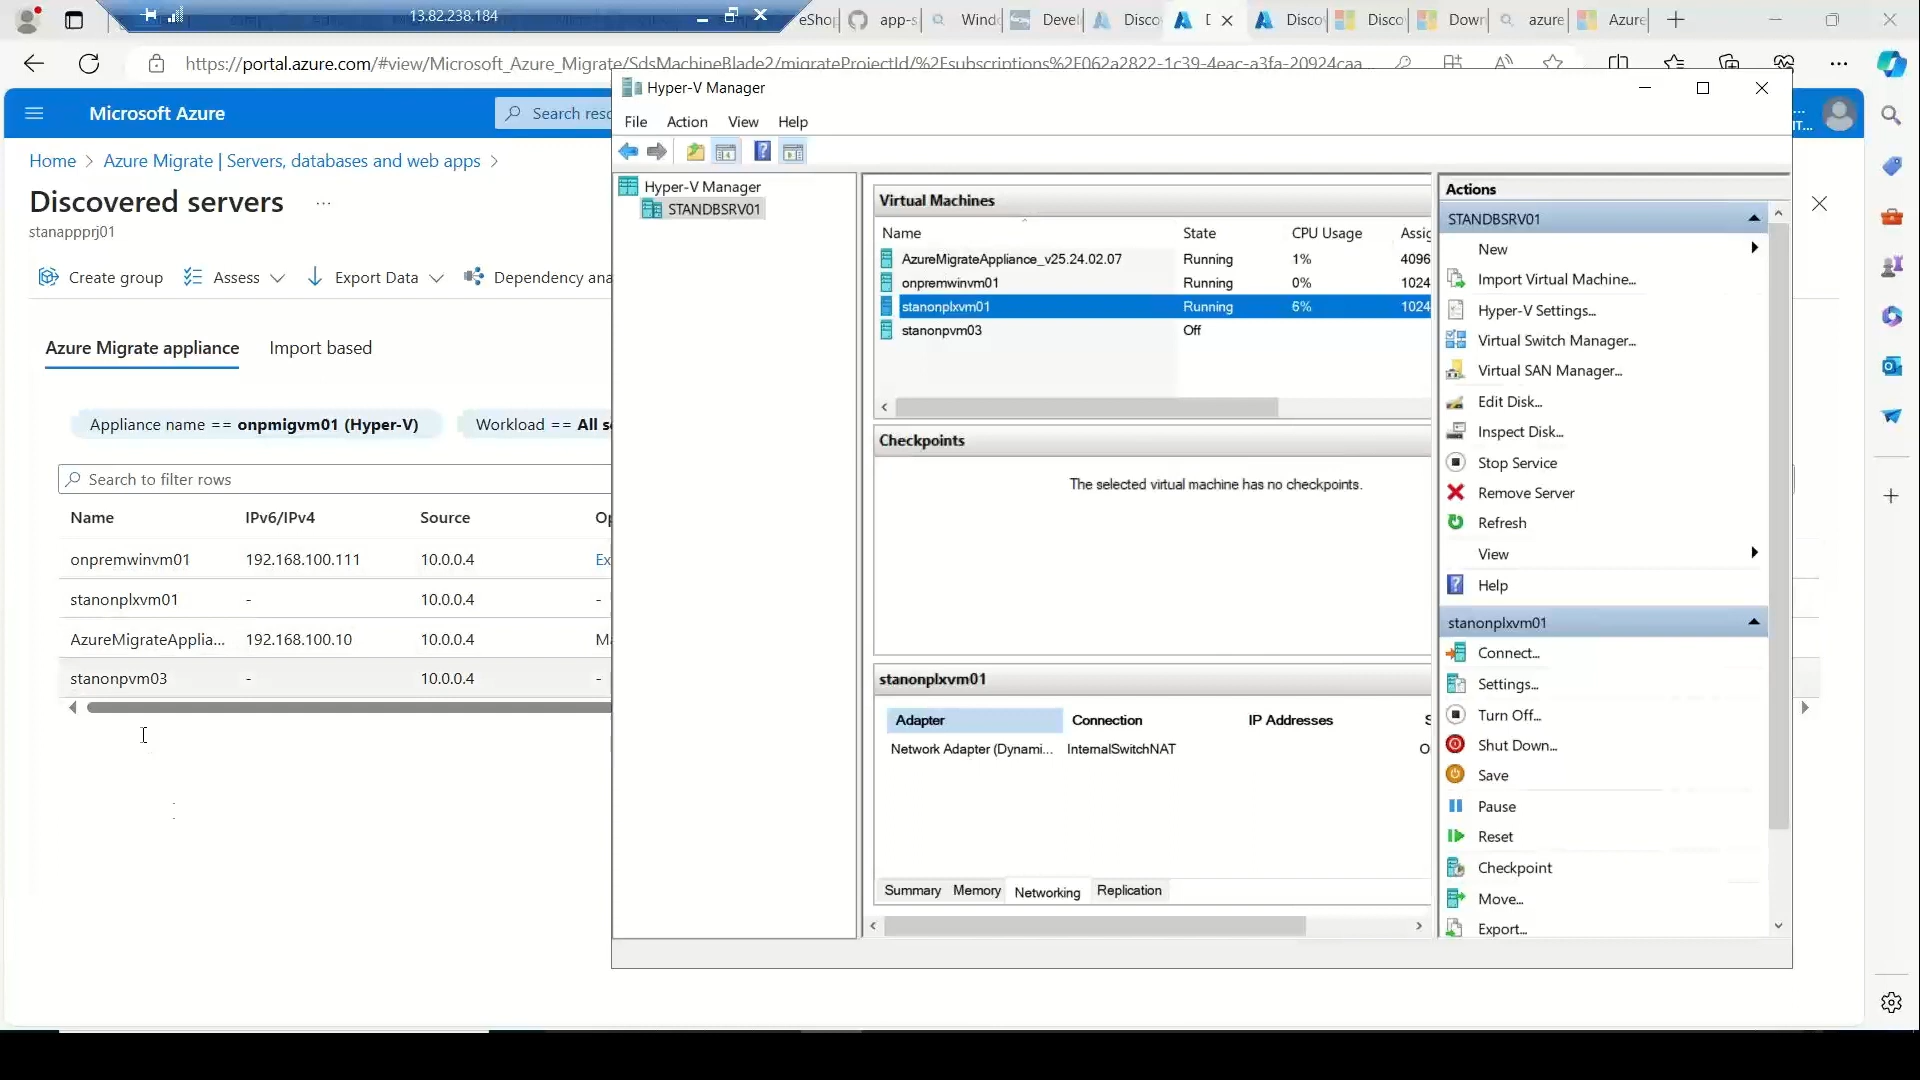 13.82.238.184
eShop
app-s
Wind
Devel
Disco
D
Disco
Disco
Down
azure
Azure
https://portal.azure.com/#view/Microsoft_Azure_Migrate/SdsMachineBlade2/migrateProjectId/%2Fsubscriptions%2F062a2822-1c39-4eac-a3fa-20924caa...
Microsoft Azure
Search reso
Home > Azure Migrate | Servers, databases and web apps >
Discovered servers ...
stanappprj01
Create group
Assess
Export Data
Dependency ana
Azure Migrate appliance
Import based
Appliance name == onpmigvm01 (Hyper-V)
Workload == All se
Search to filter rows
Name IPv6/IPv4 Source Op
onpremwinvm01 192.168.100.111 10.0.0.4 Ex
stanonplxvm01 - 10.0.0.4 -
AzureMigrateApplia... 192.168.100.10 10.0.0.4 Ma
stanonpvm03 - 10.0.0.4 -
Hyper-V Manager
File Action View Help
Hyper-V Manager
STANDBSRV01
Virtual Machines
Name State CPU Usage Assig
AzureMigrateAppliance_v25.24.02.07 Running 1% 4096
onpremwinvm01 Running 0% 1024
stanonplxvm01 Running 6% 1024
stanonpvm03 Off
Checkpoints
The selected virtual machine has no checkpoints.
stanonplxvm01
Adapter Connection IP Addresses S
Network Adapter (Dynami... InternalSwitchNAT O
Summary Memory Networking Replication
Actions
STANDBSRV01
New
Import Virtual Machine...
Hyper-V Settings...
Virtual Switch Manager...
Virtual SAN Manager...
Edit Disk...
Inspect Disk...
Stop Service
Remove Server
Refresh
View
Help
stanonplxvm01
Connect...
Settings...
Turn Off...
Shut Down...
Save
Pause
Reset
Checkpoint
Move...
Export...